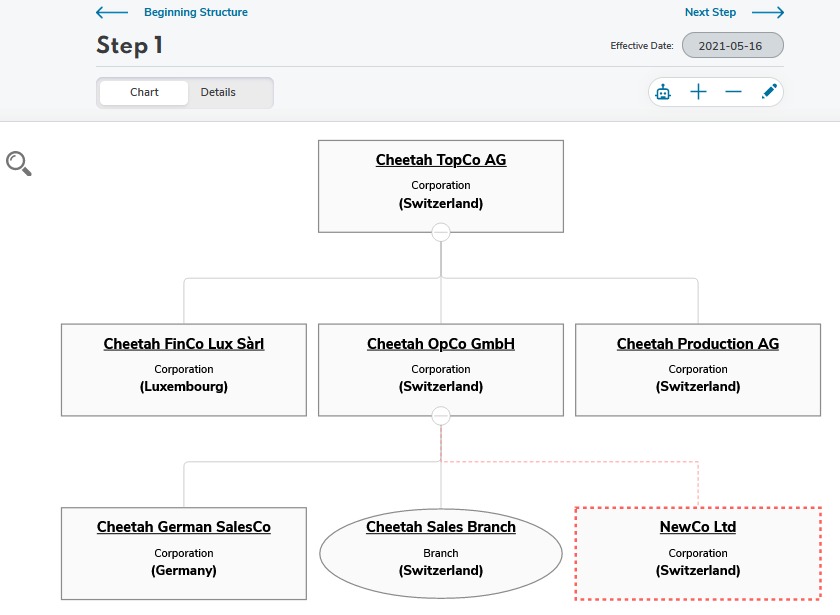 Beginning Structure
Next Step
Step 1
Effective Date:
2021-05-16
Chart
Details
Cheetah TopCo AG
Corporation
(Switzerland)
Cheetah FinCo Lux Sàrl
Corporation
(Luxembourg)
Cheetah OpCo GmbH
Corporation
(Switzerland)
Cheetah Production AG
Corporation
(Switzerland)
Cheetah German SalesCo
Corporation
(Germany)
Cheetah Sales Branch
Branch
(Switzerland)
NewCo Ltd
Corporation
(Switzerland)